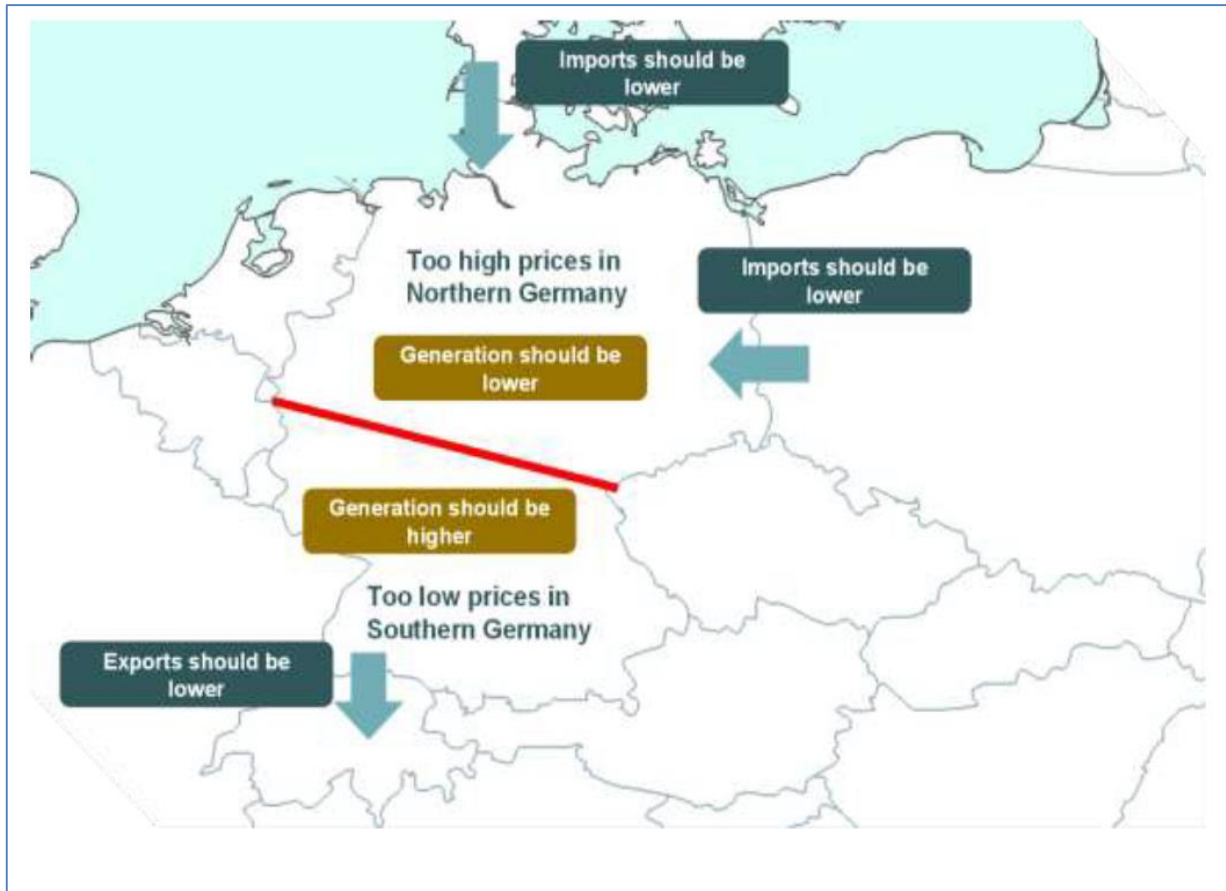 Imports should be
lower
Too high prices in
Northern Germany
Imports should be
lower
Generation should be
lower
Generation should be
higher
Too low prices in
Southern Germany
Exports should be
lower